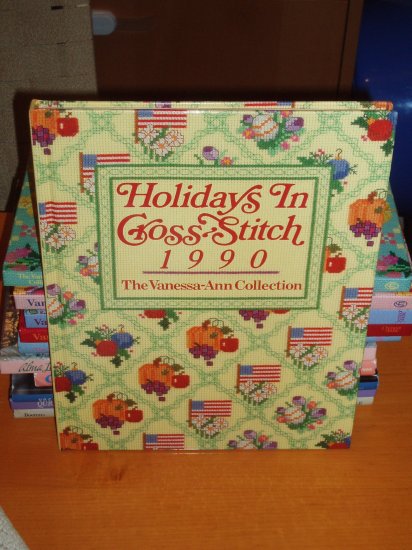 Holidays In
Cross-Stitch
1990
The Vanessa-Ann Collection